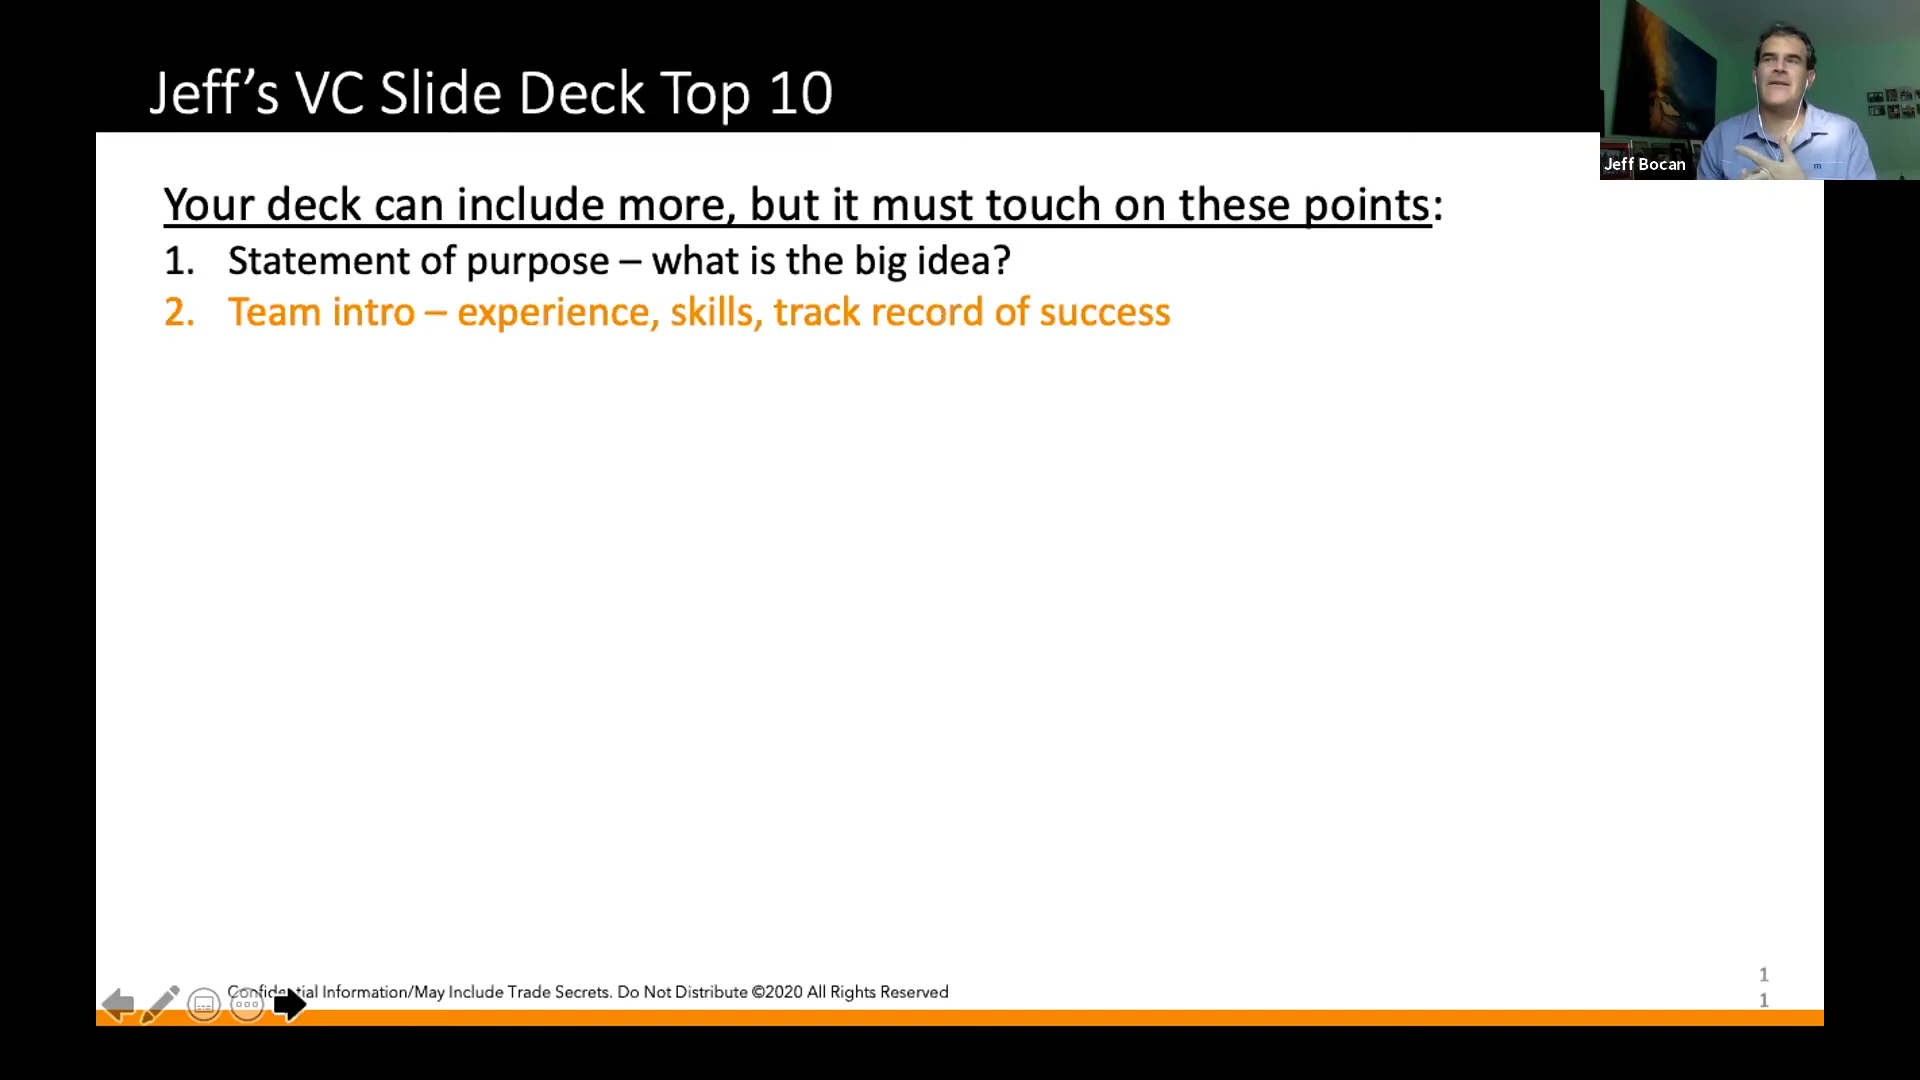 Jeff’s VC Slide Deck Top 10
Jeff Bocan
Your deck can include more, but it must touch on these points:
1. Statement of purpose – what is the big idea?
2. Team intro – experience, skills, track record of success
Confidential Information/May Include Trade Secrets. Do Not Distribute ©2020 All Rights Reserved
1
1